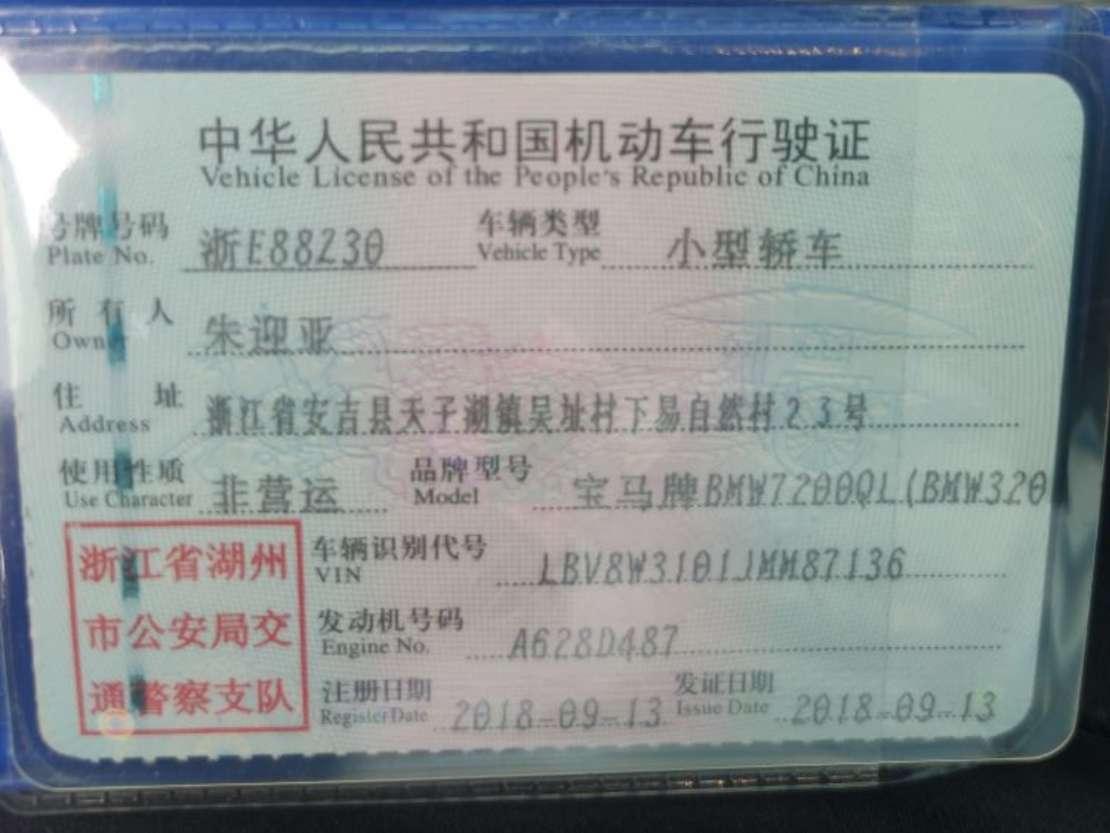 中华人民共和国机动车行驶证
Vehicle License of the People's Republic of China
号牌号码 浙E88Z30 车辆类型 小型轿车
Plate No. Vehicle Type
所有人 朱迎亚
Owner
住址 浙江省安吉县天子湖镇吴址村下易自然村23号
Address
使用性质 非营运 品牌型号 宝马牌BMW7200QL(BMW320
Use Character Model
浙江省湖州
市公安局交
通警察支队
车辆识别代号 LBV8W3101JMM87136
VIN
发动机号码 A628D487
Engine No.
注册日期 2018-09-13 发证日期 2018-09-13
Register Date Issue Date